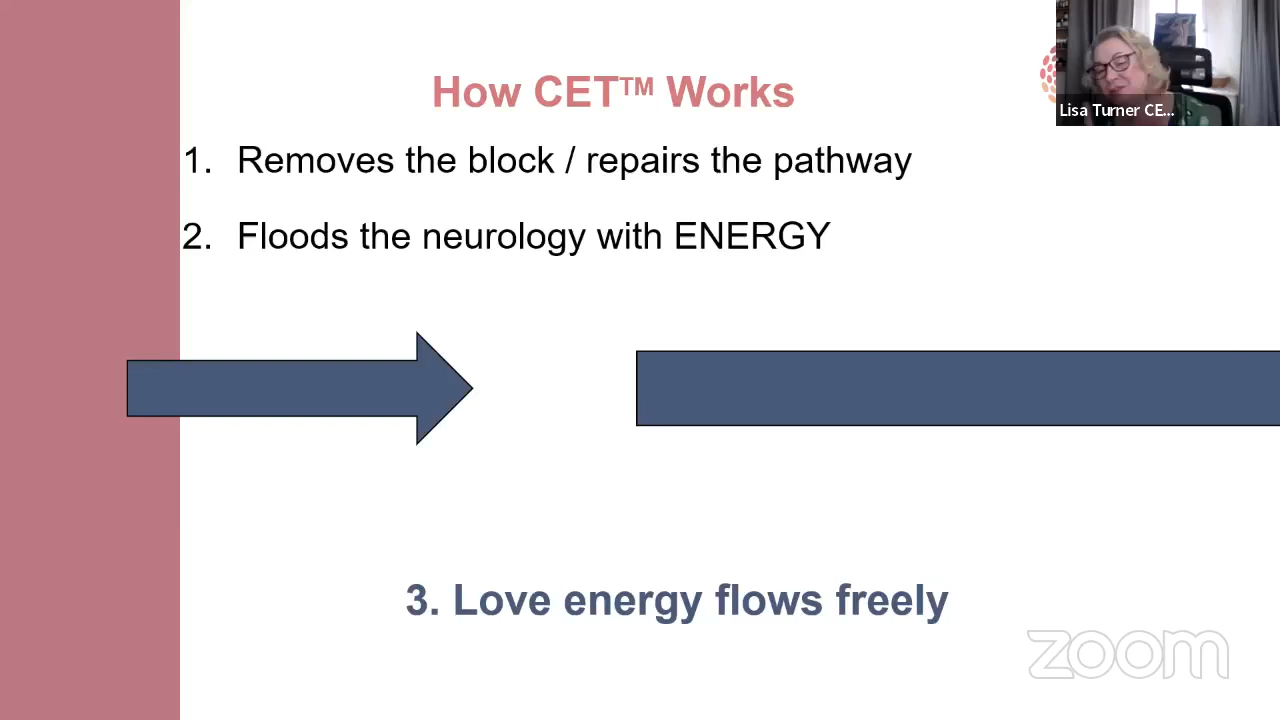 How CET™ Works
1. Removes the block / repairs the pathway
2. Floods the neurology with ENERGY
3. Love energy flows freely
Lisa Turner CE...
zoom